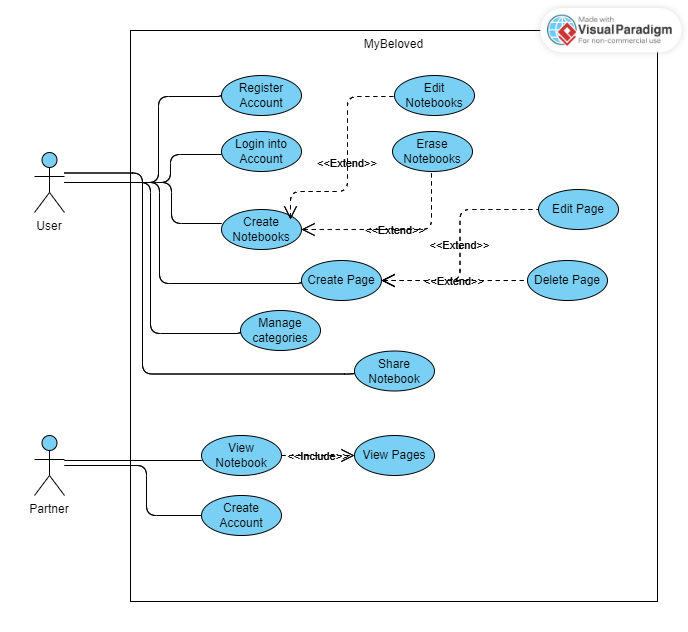 Made with
VisualParadigm
For non-commercial use
MyBeloved
Register
Account
Edit
Notebooks
Login into
Account
Erase
Notebooks
<<Extend>>
User
Create
Notebooks
<<Extend>>
Edit Page
<<Extend>>
Create Page
<<Extend>>
Delete Page
Manage
categories
Share
Notebook
View
Notebook
<<Include>>
View Pages
Partner
Create
Account